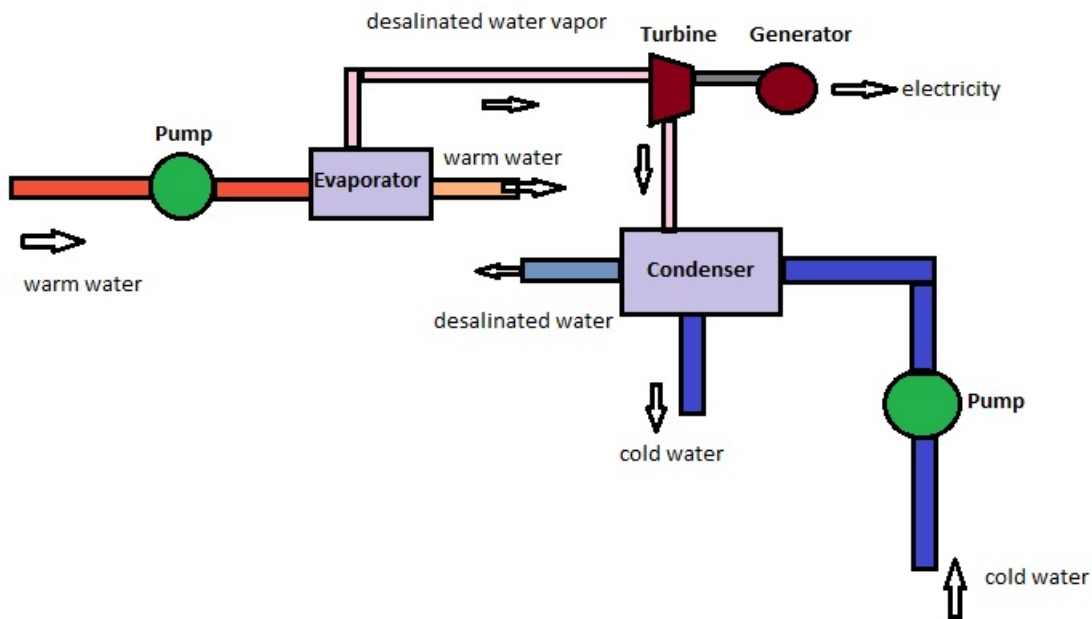 desalinated water vapor
Turbine
Generator
electricity
Pump
Evaporator
warm water
warm water
Condenser
desalinated water
Pump
cold water
cold water